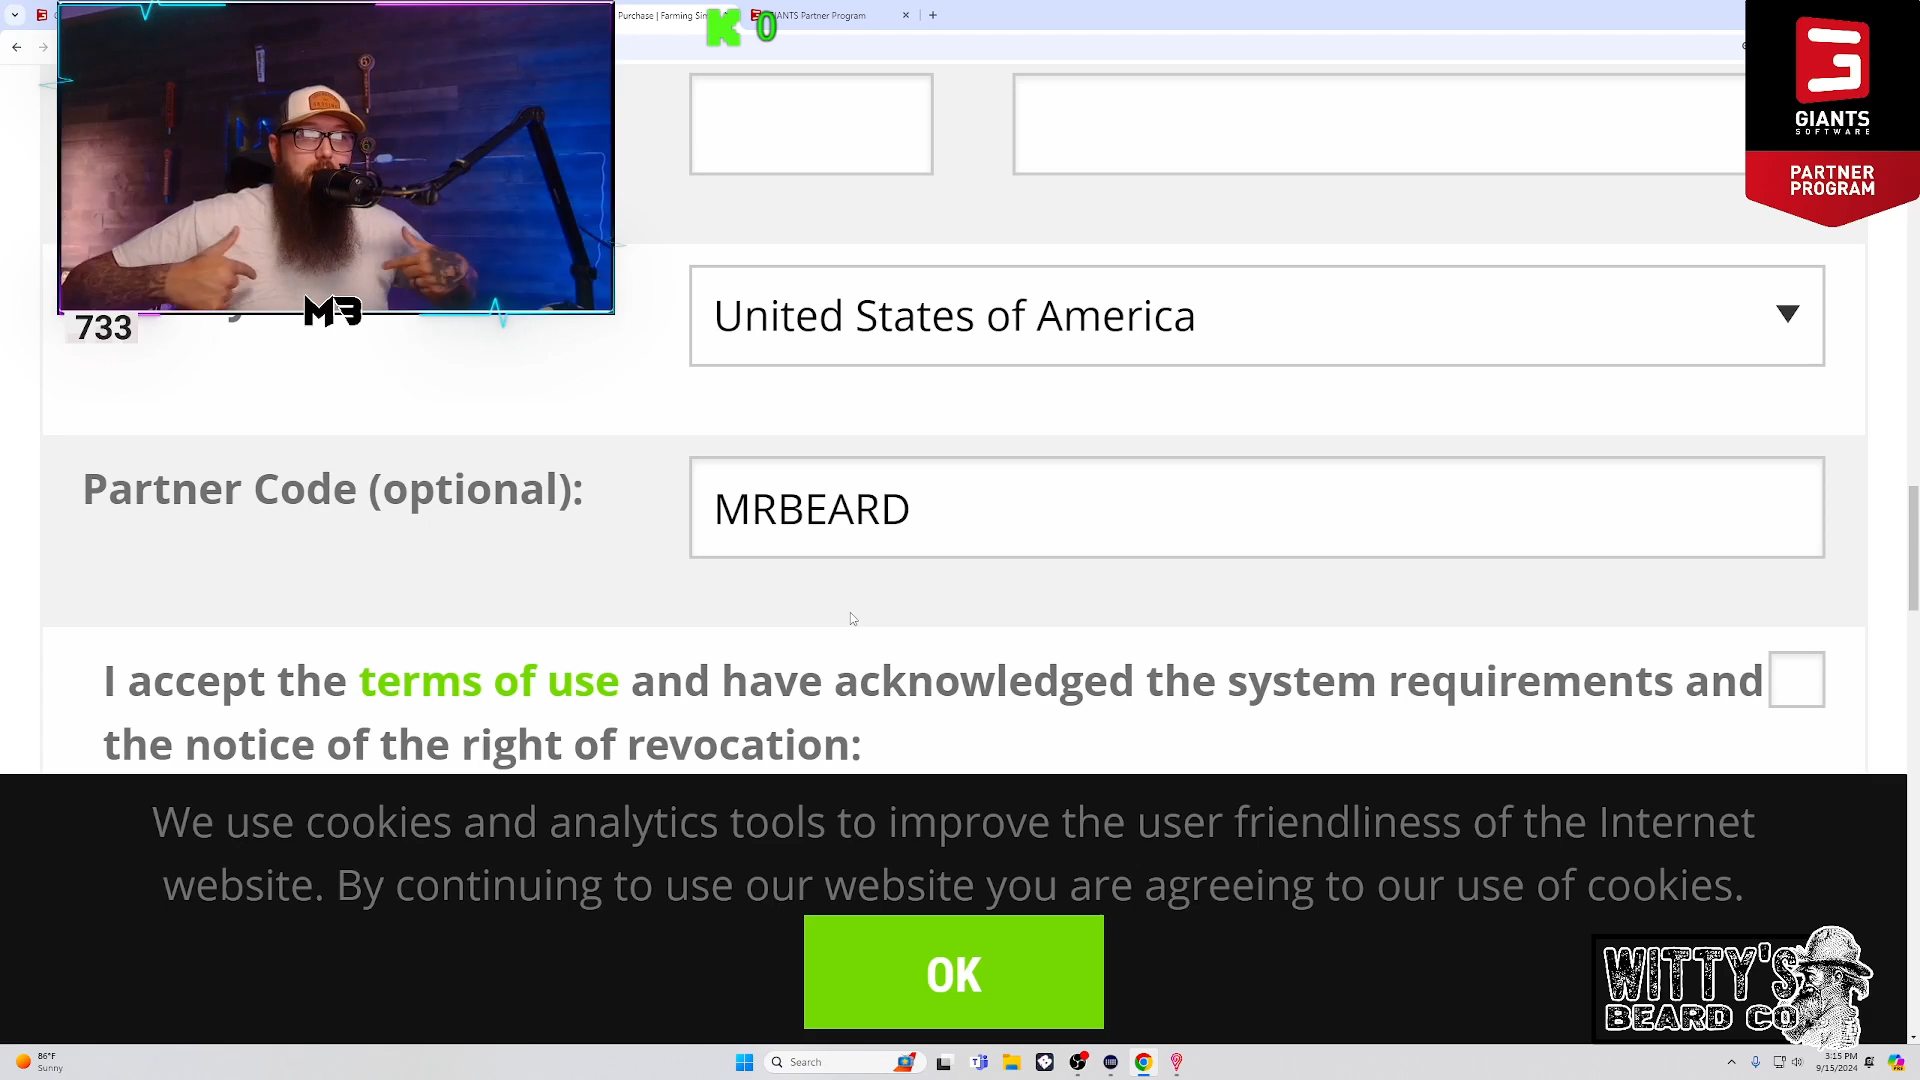 Purchase | Farming Sim
GIANTS Partner Program
K 0
GIANTS
SOFTWARE
PARTNER
PROGRAM
United States of America
733
MB
Partner Code (optional):
MRBEARD
I accept the terms of use and have acknowledged the system requirements and
the notice of the right of revocation:
We use cookies and analytics tools to improve the user friendliness of the Internet
website. By continuing to use our website you are agreeing to our use of cookies.
OK
WITTY'S
BEARD CO
86°F
Sunny
Search
3:15 PM
9/15/2024